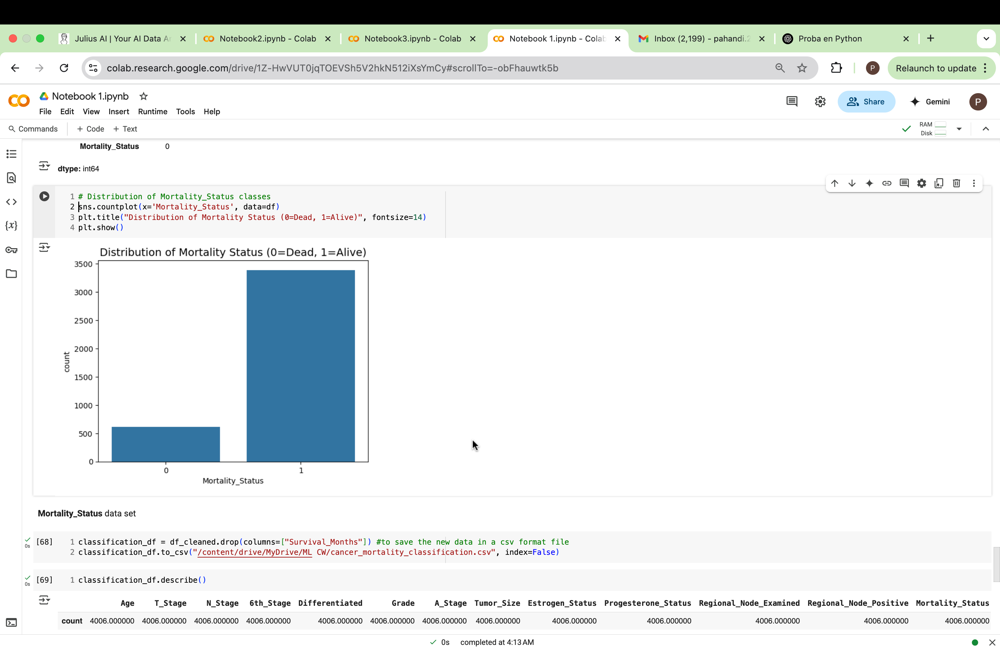 Julius AI | Your AI Data Ar
Notebook2.ipynb - Colab
Notebook3.ipynb - Colab
Notebook 1.ipynb - Colab
Inbox (2,199) - pahandi.2
Proba en Python
colab.research.google.com/drive/1Z-HwVUT0jqTOEVSh5V2hkN512iXsYmCy#scrollTo=-obFhauwtk5b
P
Relaunch to update
Notebook 1.ipynb
File Edit View Insert Runtime Tools Help
Share
Gemini
P
Commands + Code + Text
RAM
Disk
Mortality_Status 0
dtype: int64
1 # Distribution of Mortality_Status classes
2 sns.countplot(x='Mortality_Status', data=df)
3 plt.title("Distribution of Mortality Status (0=Dead, 1=Alive)", fontsize=14)
4 plt.show()
Distribution of Mortality Status (0=Dead, 1=Alive)
3500
3000
2500
2000
1500
1000
500
0
count
0 1
Mortality_Status
Mortality_Status data set
[68] 1 classification_df = df_cleaned.drop(columns=["Survival_Months"]) #to save the new data in a csv format file
2 classification_df.to_csv("/content/drive/MyDrive/ML CW/cancer_mortality_classification.csv", index=False)
0s
[69] 1 classification_df.describe()
0s
Age T_Stage N_Stage 6th_Stage Differentiated Grade A_Stage Tumor_Size Estrogen_Status Progesterone_Status Regional_Node_Examined Regional_Node_Positive Mortality_Status
count 4006.000000 4006.000000 4006.000000 4006.000000 4006.000000 4006.000000 4006.000000 4006.000000 4006.000000 4006.000000 4006.000000 4006.000000 4006.000000
0s completed at 4:13 AM